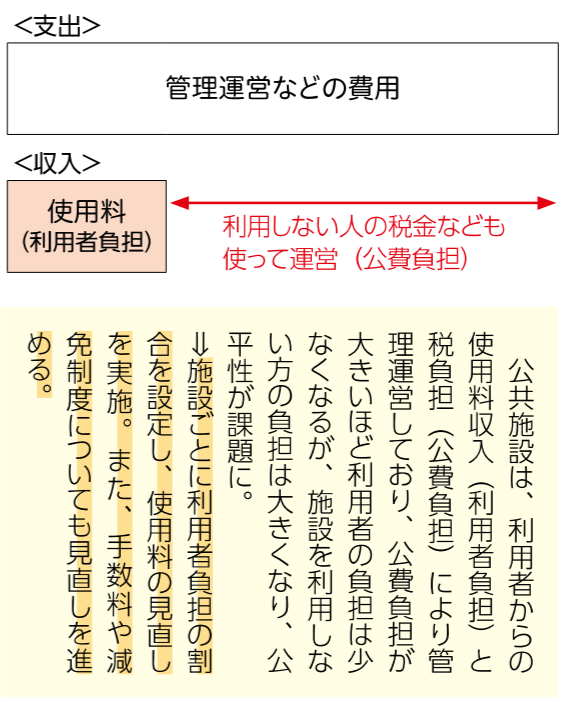 <支出>
管理運営などの費用
<収入>
使用料
(利用者負担)
利用しない人の税金なども
使って運営（公費負担）
公共施設は、利用者からの
使用料収入（利用者負担）と
税負担（公費負担）により管
理運営しており、公費負担が
大きいほど利用者の負担は少
なくなるが、施設を利用しな
い方の負担は大きくなり、公
平性が課題に。
⇓施設ごとに利用者負担の割
合を設定し、使用料の見直し
を実施。また、手数料や減
免制度についても見直しを進
める。